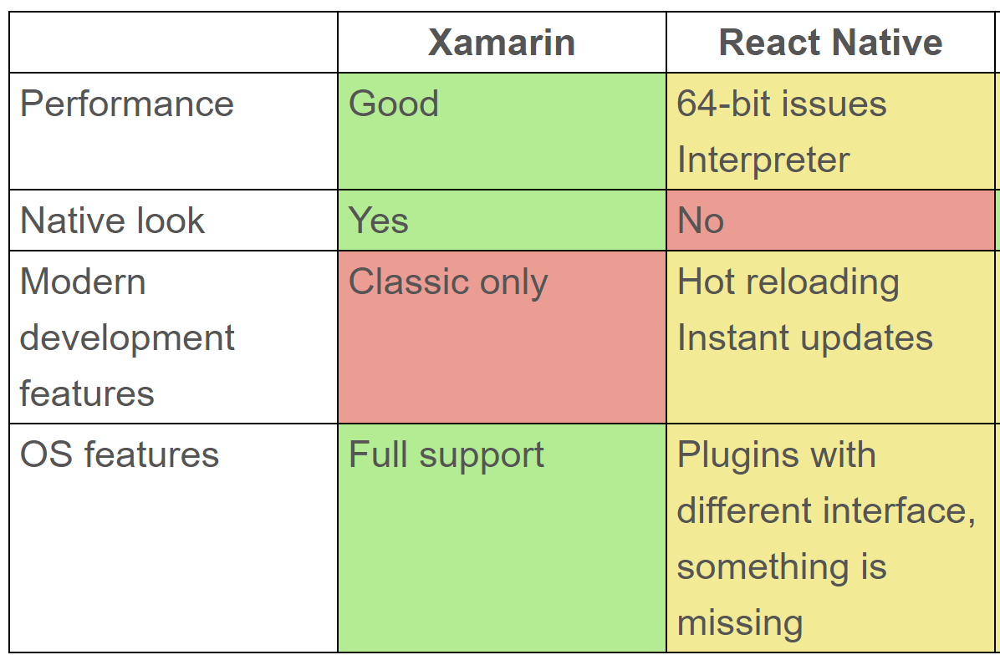 Xamarin
React Native
Performance
Good
64-bit issues
Interpreter
Native look
Yes
No
Modern
development
features
Classic only
Hot reloading
Instant updates
OS features
Full support
Plugins with
different interface,
something is
missing